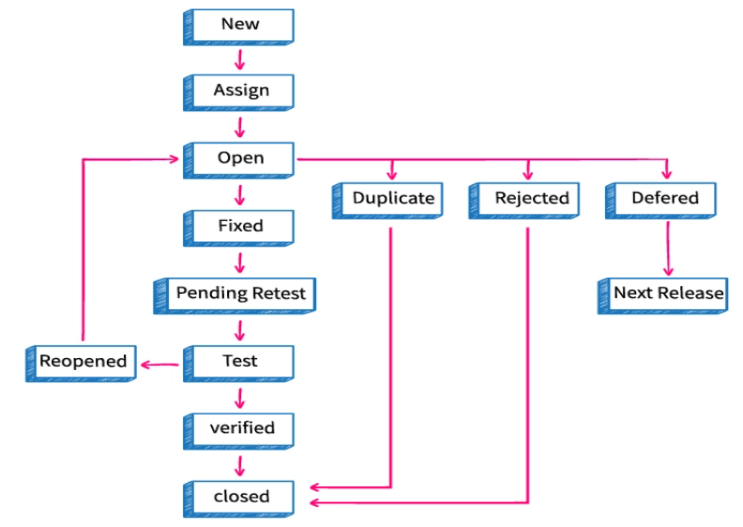 New
Assign
Open
Duplicate
Rejected
Defered
Fixed
Pending Retest
Next Release
Reopened
Test
verified
closed